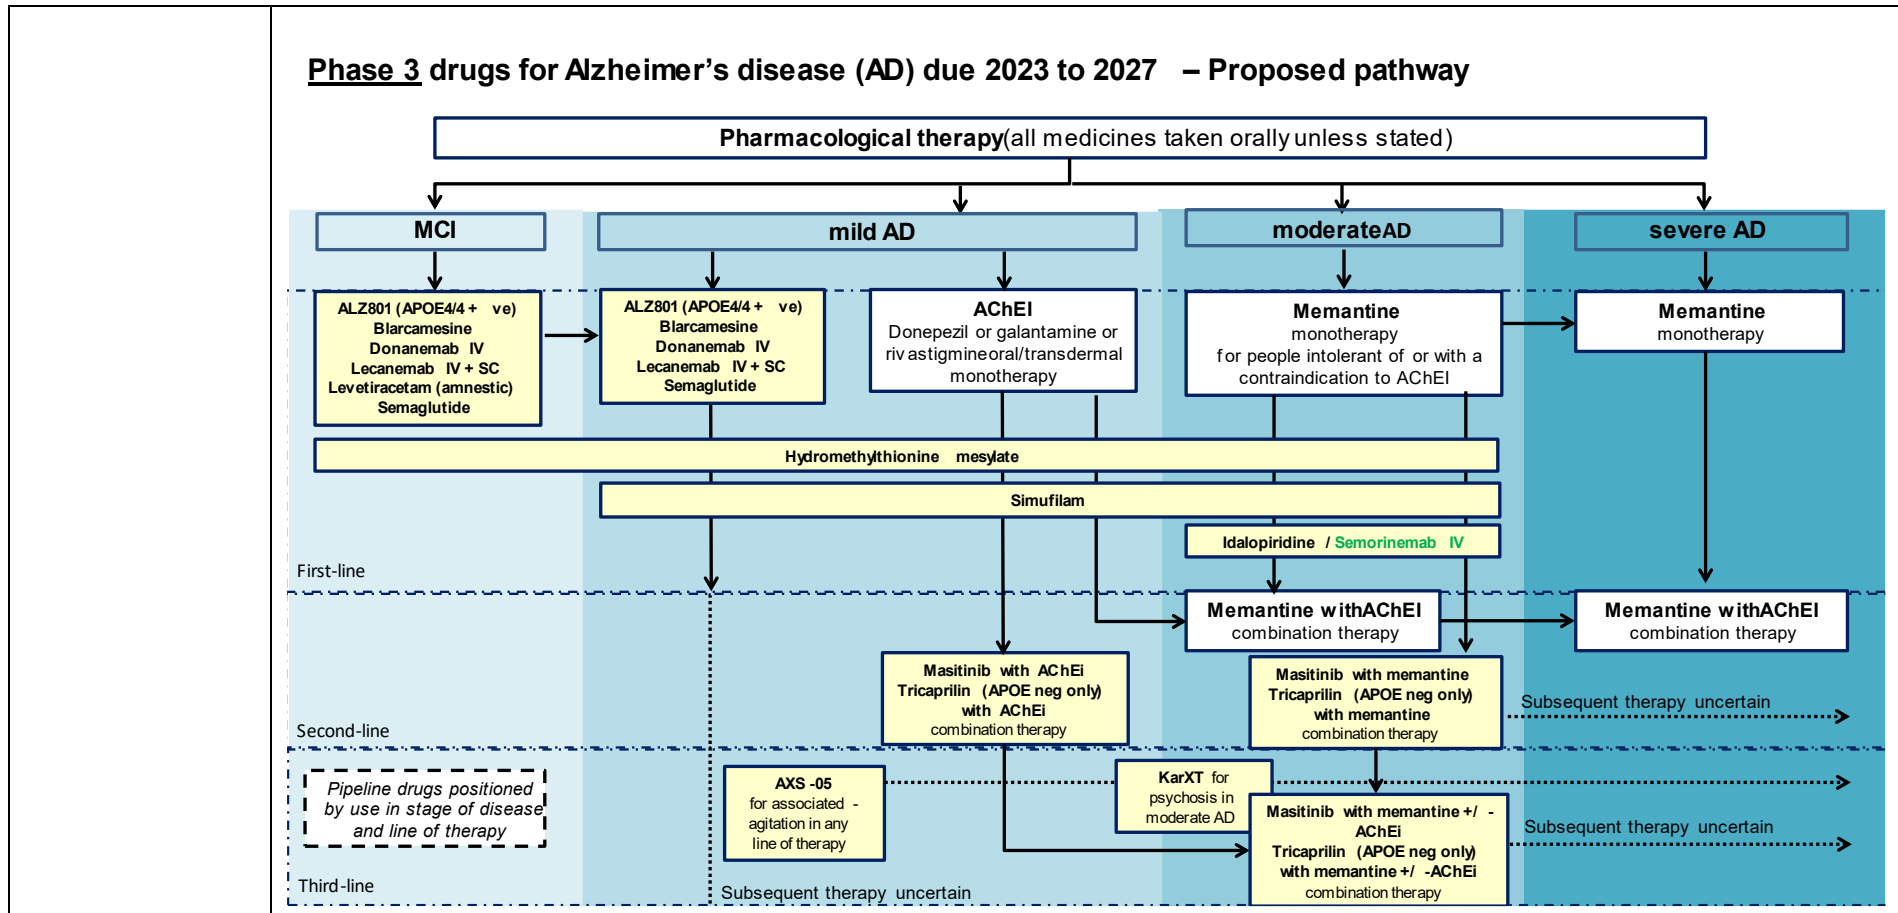 Phase 3 drugs for Alzheimer's disease (AD) due 2023 to 2027 – Proposed pathway
Pharmacological therapy(all medicines taken orally unless stated)
MCI
mild AD
moderate AD
severe AD
ALZ801 (APOE4/4 + ve)
Blarcamesine
Donanemab IV
Lecanemab IV + SC
Levetiracetam (amnestic)
Semaglutide
ALZ801 (APOE4/4 + ve)
Blarcamesine
Donanemab IV
Lecanemab IV + SC
Semaglutide
AChEI
Donepezil or galantamine or
rivastigmine oral/transdermal
monotherapy
Memantine
monotherapy
for people intolerant of or with a
contraindication to AChEI
Memantine
monotherapy
Hydromethylthionine mesylate
Simufilam
Idalopiridine / Semorinemab IV
First-line
Memantine withAChEI
combination therapy
Memantine withAChEI
combination therapy
Masitinib with AChEi
Tricaprilin (APOE neg only)
with AChEi
combination therapy
Masitinib with memantine
Tricaprilin (APOE neg only)
with memantine
combination therapy
Subsequent therapy uncertain
Second-line
Pipeline drugs positioned
by use in stage of disease
and line of therapy
AXS -05
for associated -
agitation in any
line of therapy
KarXT for
psychosis in
moderate AD
Masitinib with memantine +/ -
AChEi
Tricaprilin (APOE neg only)
with memantine +/ -AChEi
combination therapy
Subsequent therapy uncertain
Third-line
Subsequent therapy uncertain